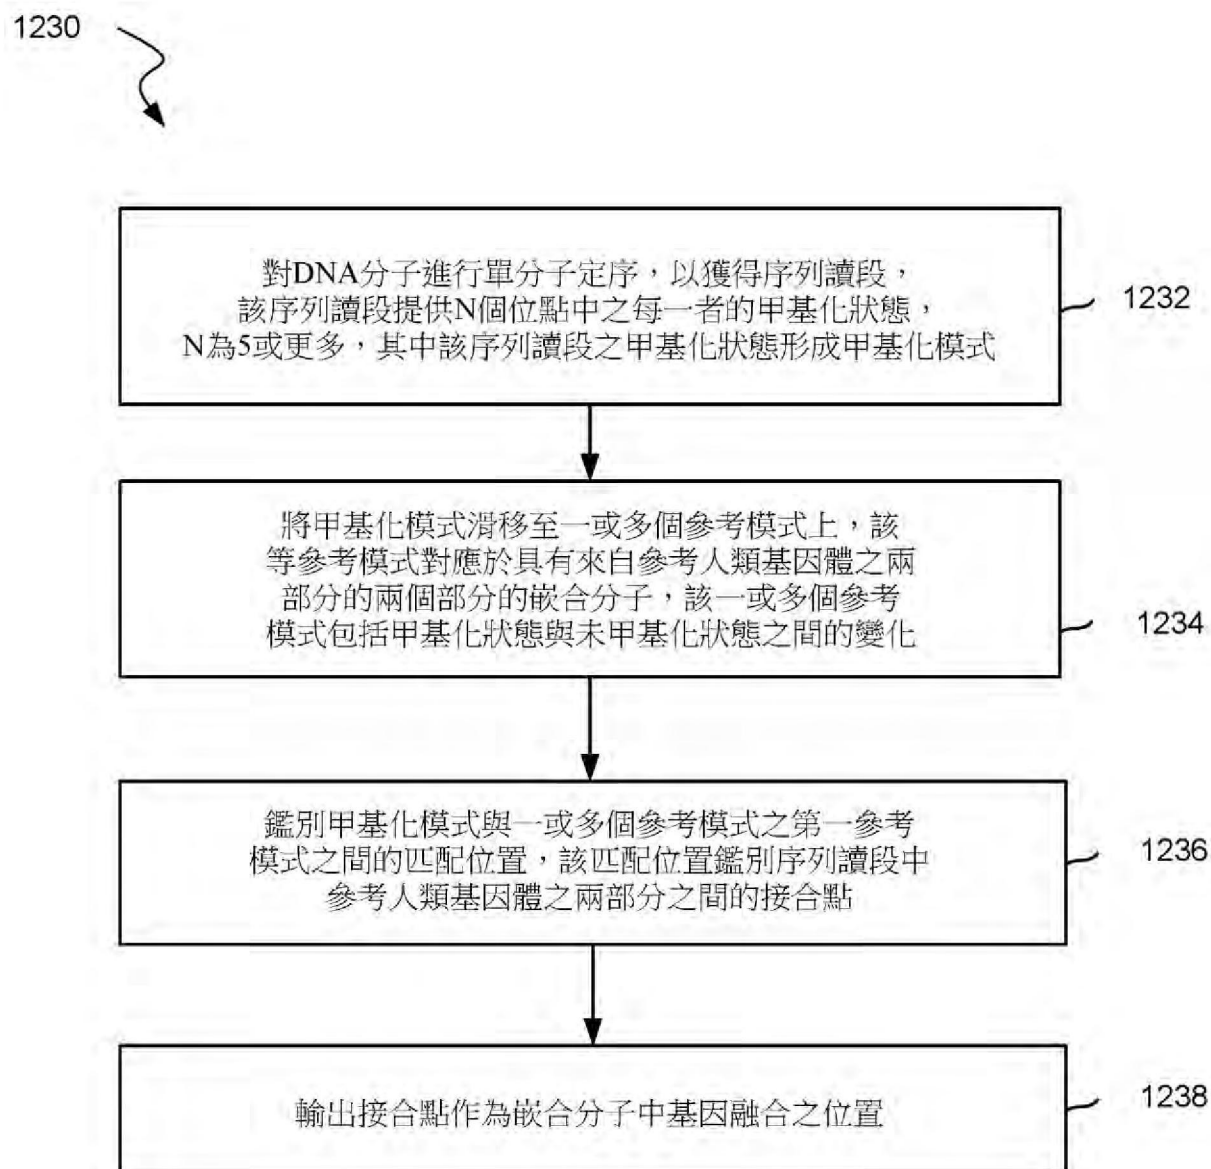 1230
對DNA分子進行單分子定序，以獲得序列讀段，
該序列讀段提供N個位點中之每一者的甲基化狀態，
N為5或更多，其中該序列讀段之甲基化狀態形成甲基化模式
1232
將甲基化模式滑移至一或多個參考模式上，該
等參考模式對應於具有來自參考人類基因體之兩
部分的兩個部分的嵌合分子，該一或多個參考
模式包括甲基化狀態與未甲基化狀態之間的變化
1234
鑑別甲基化模式與一或多個參考模式之第一參考
模式之間的匹配位置，該匹配位置鑑別序列讀段中
參考人類基因體之兩部分之間的接合點
1236
輸出接合點作為嵌合分子中基因融合之位置
1238